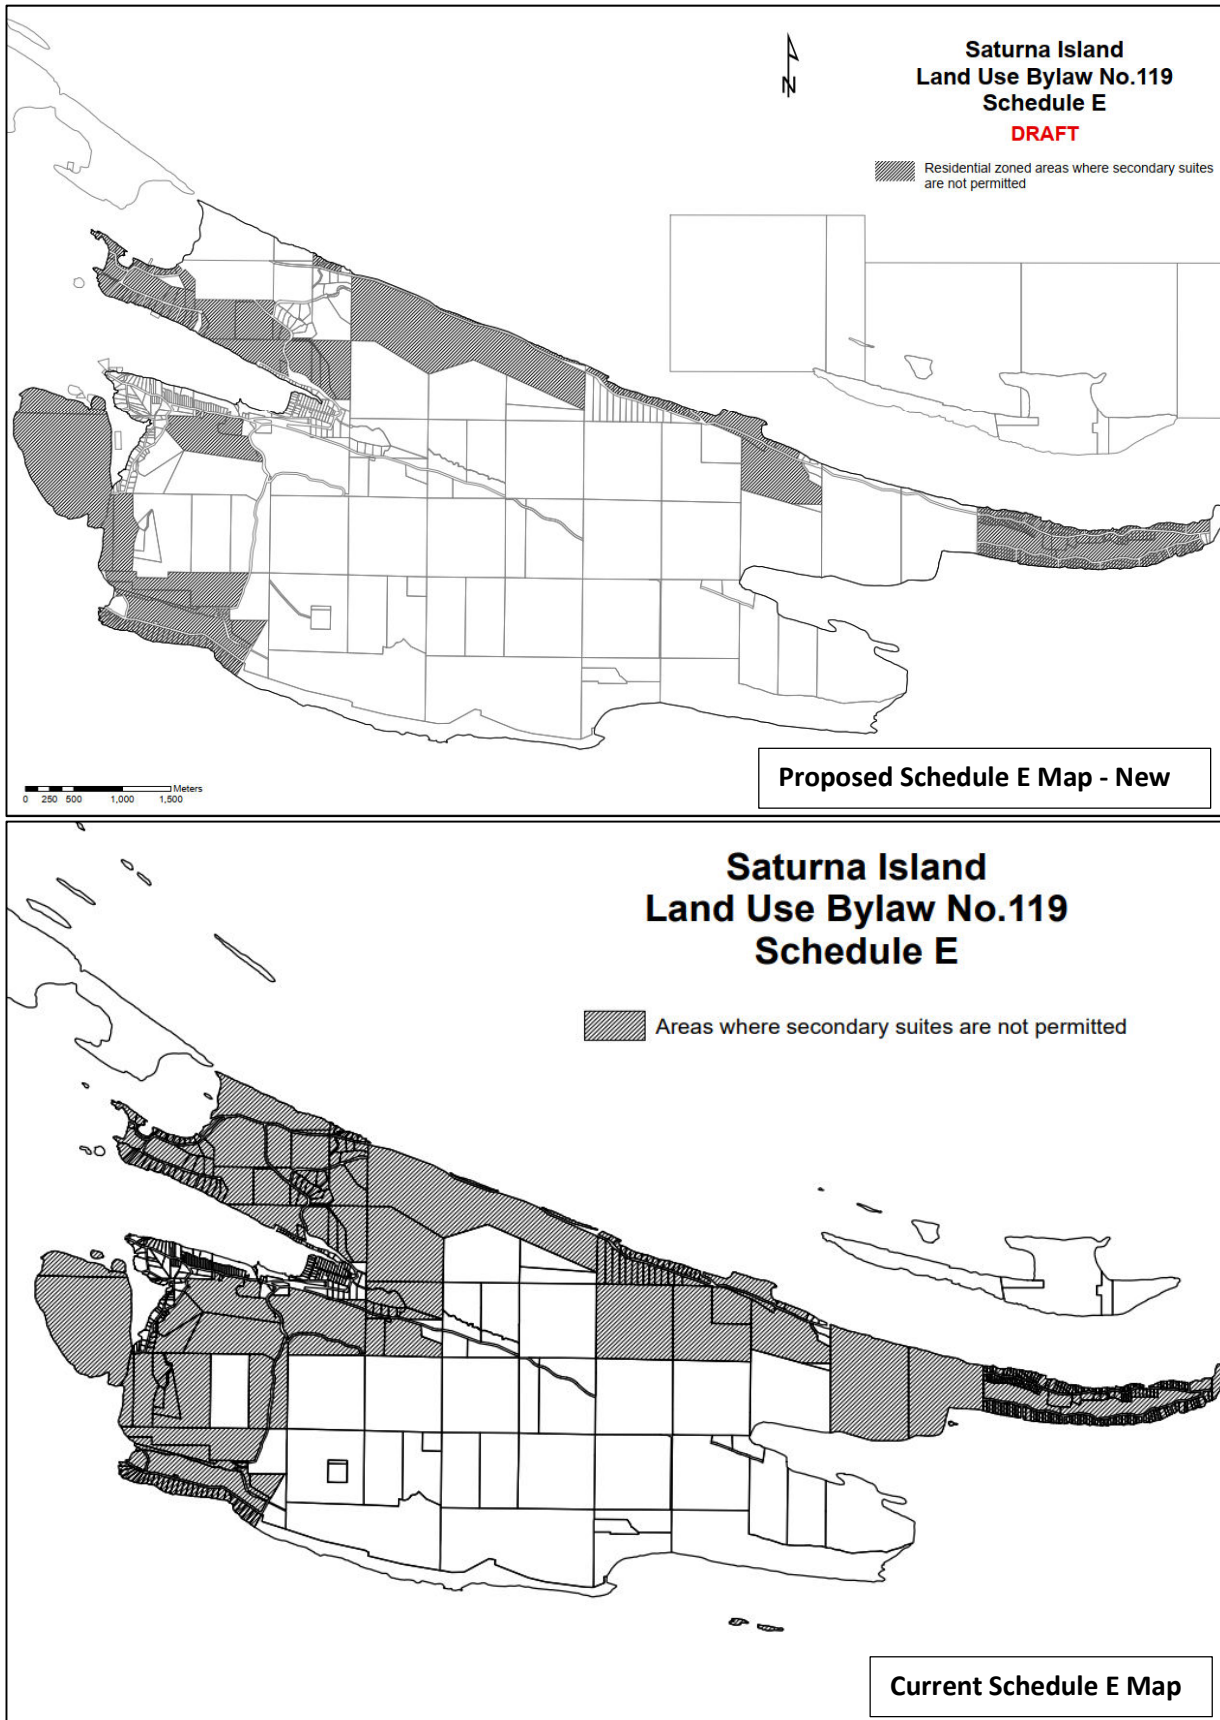 Saturna Island
Land Use Bylaw No.119
Schedule E
DRAFT
Residential zoned areas where secondary suites
are not permitted
N
Meters
0 250 500 1,000 1,500
Proposed Schedule E Map - New
Saturna Island
Land Use Bylaw No.119
Schedule E
Areas where secondary suites are not permitted
Current Schedule E Map